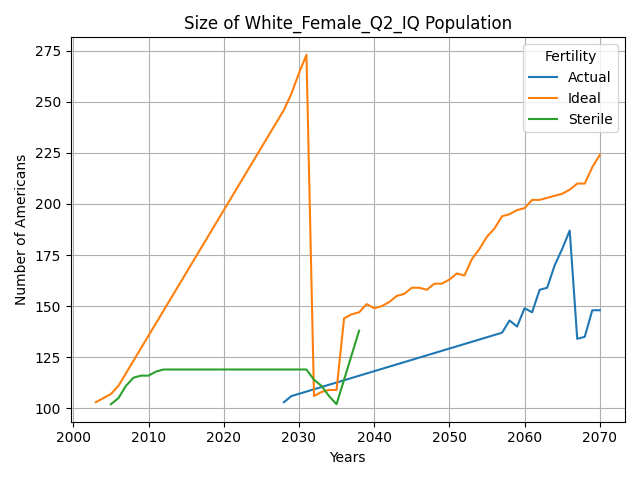 Size of White_Female_Q2_IQ Population
Number of Americans
275
250
225
200
175
150
125
100
Fertility
Actual
Ideal
Sterile
2000
2010
2020
2030
2040
2050
2060
2070
Years